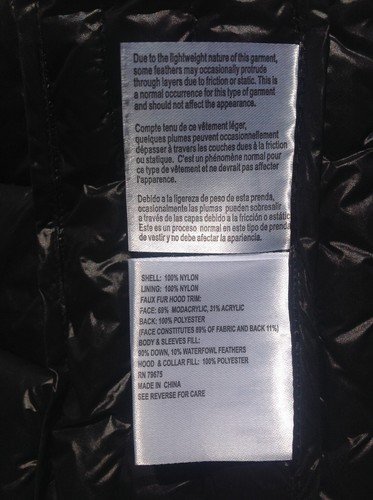 Due to the lightweight nature of this garment,
some feathers may occasionally protrude
through layers due to friction or static. This is
a normal occurrence for this type of garment
and should not affect the appearance.
Compte tenu de ce vêtement léger,
quelques plumes peuvent occasionnellement
dépasser à travers les couches dues à la friction
ou statique. C'est un phénomène normal pour
ce type de vêtement et ne devrait pas affecter
l'apparence.
Debido a la ligereza de peso de esta prenda,
ocasionalmente las plumas pueden sobresalir
a través de las capas debido a la fricción o estátic
Este es un proceso normal en este tipo de prenda
de vestir y no debe afectar la apariencia.
SHELL: 100% NYLON
LINING: 100% NYLON
FAUX FUR HOOD TRIM:
FACE: 69% MODACRYLIC, 31% ACRYLIC
BACK: 100% POLYESTER
(FACE CONSTITUTES 89% OF FABRIC AND BACK 11%)
BODY & SLEEVES FILL:
90% DOWN, 10% WATERFOWL FEATHERS
HOOD & COLLAR FILL: 100% POLYESTER
RN 79675
MADE IN CHINA
SEE REVERSE FOR CARE